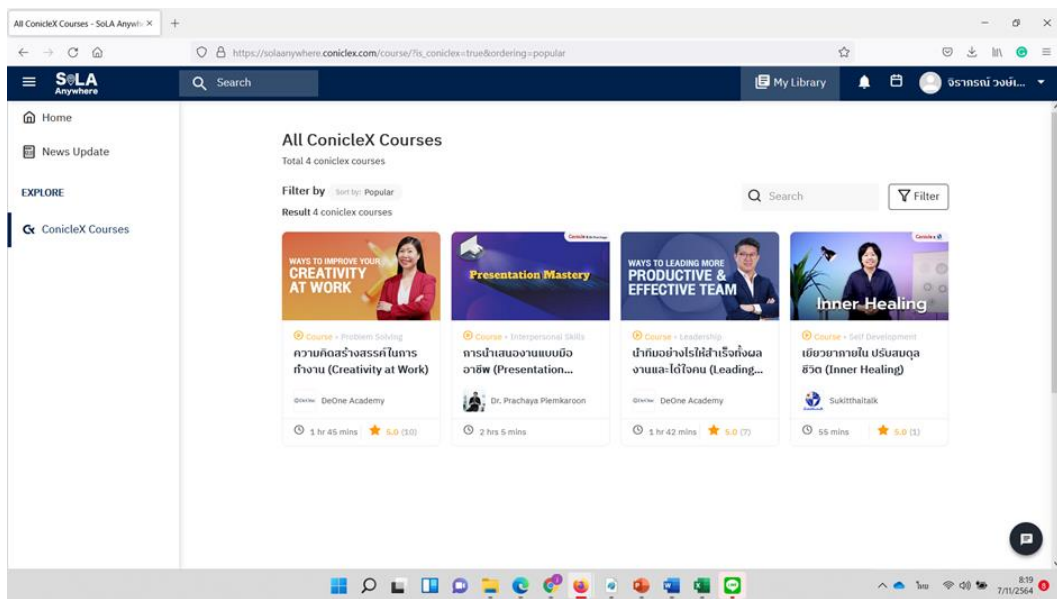 All ConicleX Courses - SoLA Anywh
https://solaanywhere.coniclex.com/course/?is_coniclex=true&ordering=popular
SoLA
Anywhere
Search
My Library
จิราภรณ์ วงษ์เ...
Home
News Update
EXPLORE
ConicleX Courses
All ConicleX Courses
Total 4 coniclex courses
Filter by Sort by: Popular
Search
Filter
Result 4 coniclex courses
WAYS TO IMPROVE YOUR
CREATIVITY
AT WORK
Course • Problem Solving
ความคิดสร้างสรรค์ในการ
ทำงาน (Creativity at Work)
DeOne Academy
1 hr 45 mins 5.0 (10)
Presentation Mastery
Course • Interpersonal Skills
การนำเสนองานแบบมือ
อาชีพ (Presentation...
Dr. Prachaya Piemkaroon
2 hrs 5 mins
WAYS TO LEADING MORE
PRODUCTIVE &
EFFECTIVE TEAM
Course • Leadership
นำทีมอย่างไรให้สำเร็จทั้งผล
งานและได้ใจคน (Leading...
DeOne Academy
1 hr 42 mins 5.0 (7)
ConicleX
Inner Healing
Course • Self Development
เยียวยาภายใน ปรับสมดุล
ชีวิต (Inner Healing)
Sukitthaitalk
55 mins 5.0 (1)
ไทย
8:19
7/11/2564
8